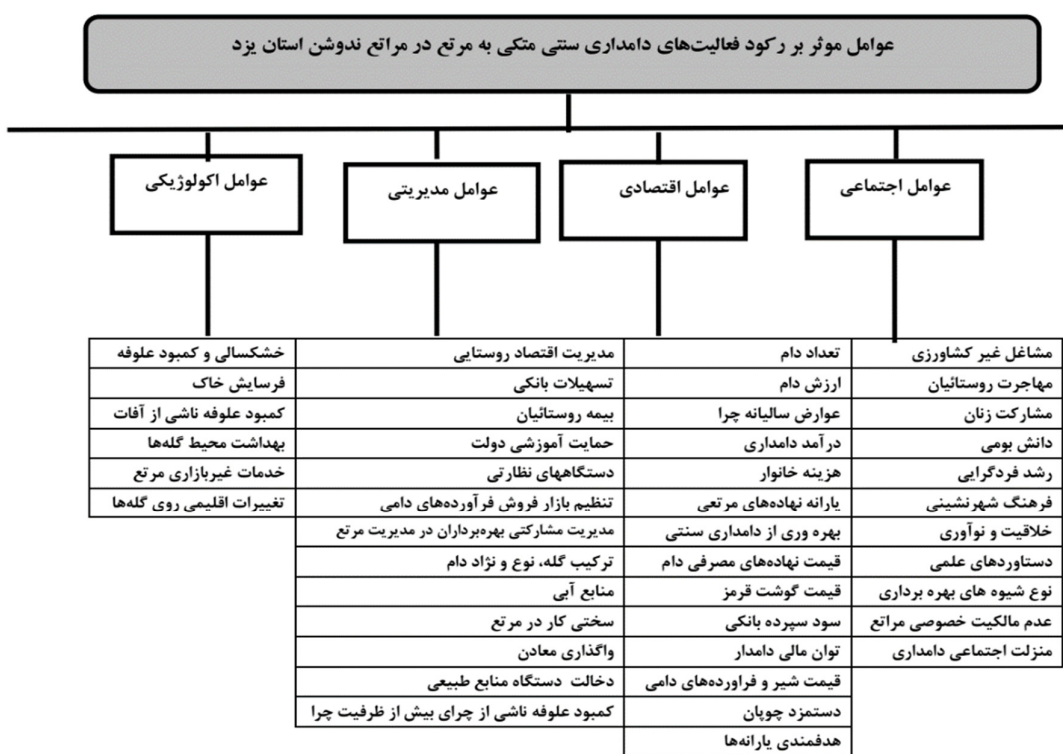 عوامل موثر بر رکود فعالیت‌های دامداری سنتی متکی به مرتع در مراتع ندوشن استان یزد
عوامل اجتماعی
عوامل اقتصادی
عوامل مدیریتی
عوامل اکولوژیکی
مشاغل غیر کشاورزی
مهاجرت روستائیان
مشارکت زنان
دانش بومی
رشد فردگرایی
فرهنگ شهرنشینی
خلاقیت و نوآوری
دستاوردهای علمی
نوع شیوه های بهره برداری
عدم مالکیت خصوصی مراتع
منزلت اجتماعی دامداری
تعداد دام
ارزش دام
عوارض سالیانه چرا
درآمد دامداری
هزینه خانوار
یارانه نهاده‌های مرتعی
بهره وری از دامداری سنتی
قیمت نهاده‌های مصرفی دام
قیمت گوشت قرمز
سود سپرده بانکی
توان مالی دامدار
قیمت شیر و فراورده‌های دامی
دستمزد چوپان
هدفمندی یارانه‌ها
مدیریت اقتصاد روستایی
تسهیلات بانکی
بیمه روستائیان
حمایت آموزشی دولت
دستگاههای نظارتی
تنظیم بازار فروش فرآورده‌های دامی
مدیریت مشارکتی بهره‌برداران در مدیریت مرتع
ترکیب گله، نوع و نژاد دام
منابع آبی
سختی کار در مرتع
واگذاری معادن
دخالت دستگاه منابع طبیعی
کمبود علوفه ناشی از چرای بیش از ظرفیت چرا
خشکسالی و کمبود علوفه
فرسایش خاک
کمبود علوفه ناشی از آفات
بهداشت محیط گله‌ها
خدمات غیربازاری مرتع
تغییرات اقلیمی روی گله‌ها